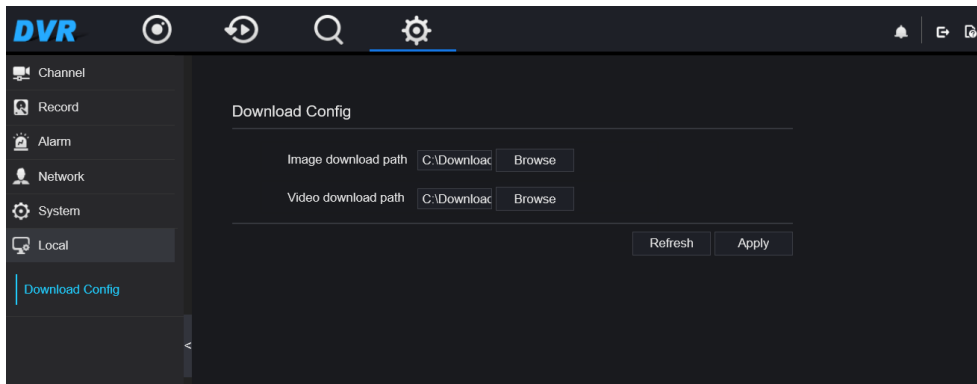 DVR
Channel
Record
Alarm
Network
System
Local
Download Config
<
Download Config
Image download path C:\Downloac Browse
Video download path C:\Downloac Browse
Refresh Apply